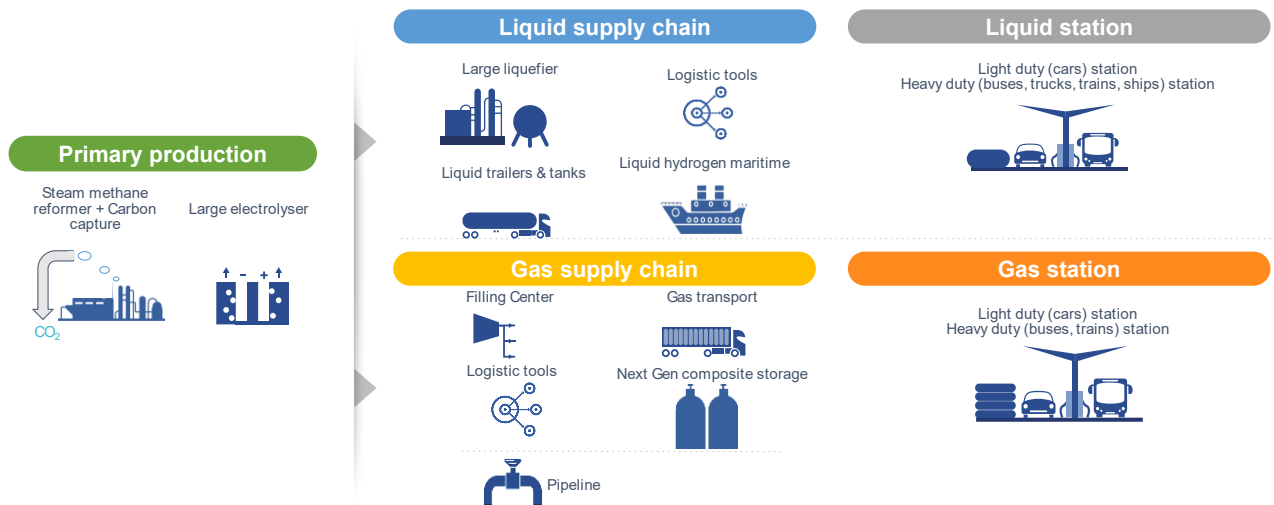 Primary production
Steam methane
reformer + Carbon
capture
Large electrolyser
CO₂
Liquid supply chain
Large liquefier
Logistic tools
Liquid trailers & tanks
Liquid hydrogen maritime
Liquid station
Light duty (cars) station
Heavy duty (buses, trucks, trains, ships) station
Gas supply chain
Filling Center
Gas transport
Logistic tools
Next Gen composite storage
Pipeline
Gas station
Light duty (cars) station
Heavy duty (buses, trains) station